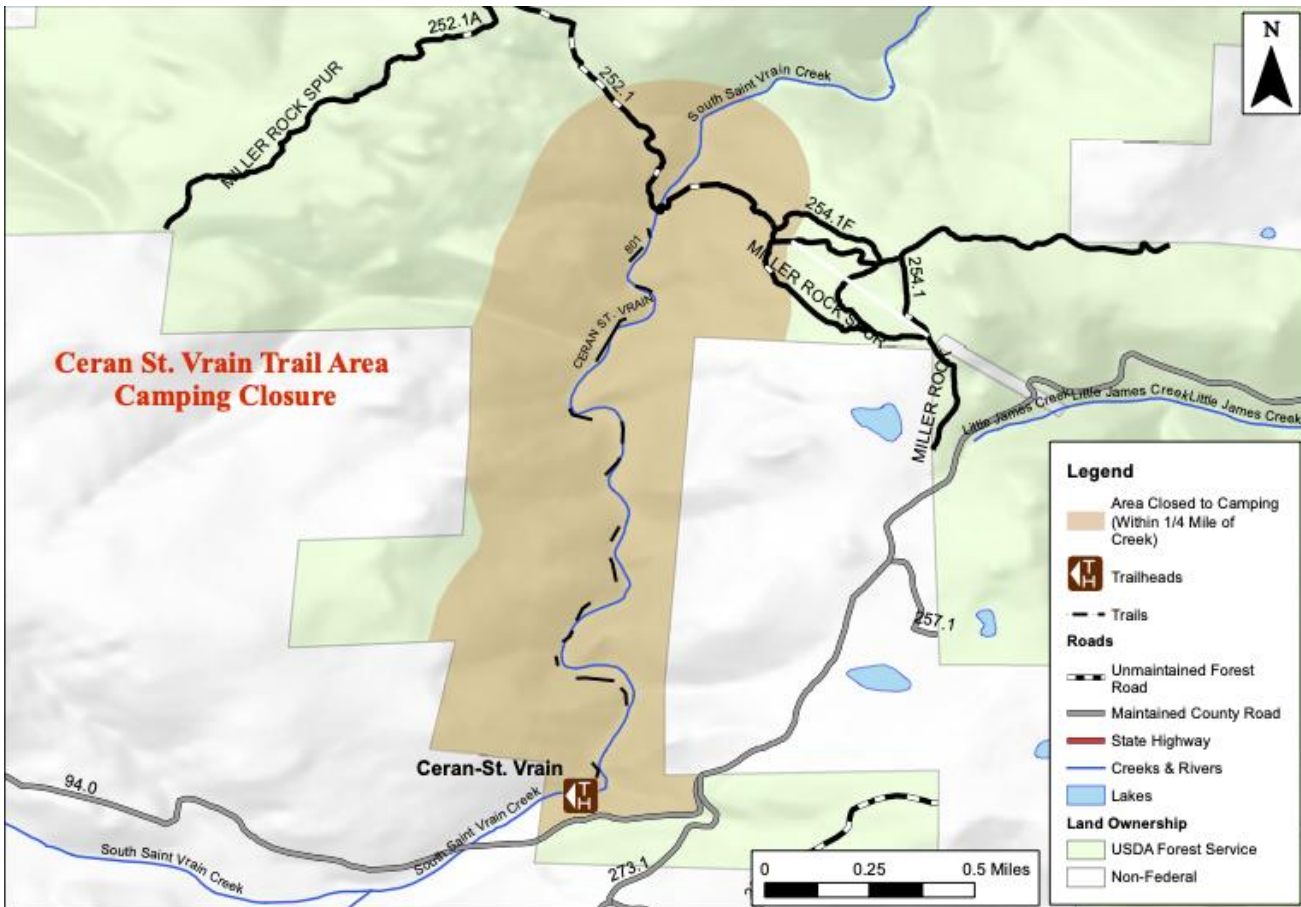 252.1A
N
MILLER ROCK SPUR
252.1
South Saint Vrain Creek
254.1F
801
MILLER ROCK SPUR
254.1
CERAN ST. VRAIN
Ceran St. Vrain Trail Area
Camping Closure
MILLER ROCK
Little James Creek
Little James Creek
Little James Creek
257.1
Ceran-St. Vrain
TH
94.0
South Saint Vrain Creek
South Saint Vrain Creek
273.1
0 0.25 0.5 Miles
Legend
Area Closed to Camping
(Within 1/4 Mile of
Creek)
TH
Trailheads
Trails
Roads
Unmaintained Forest
Road
Maintained County Road
State Highway
Creeks & Rivers
Lakes
Land Ownership
USDA Forest Service
Non-Federal